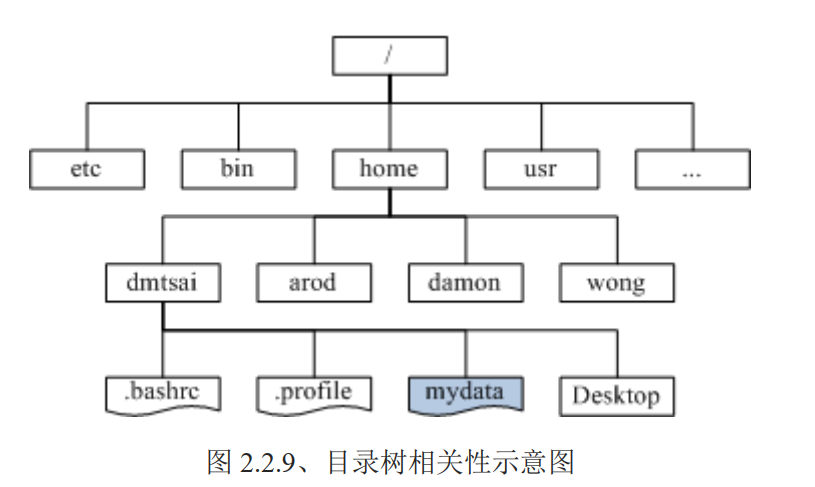 /
etc bin home usr ...
dmtsai arod damon wong
.bashrc .profile mydata Desktop
图 2.2.9、目录树相关性示意图